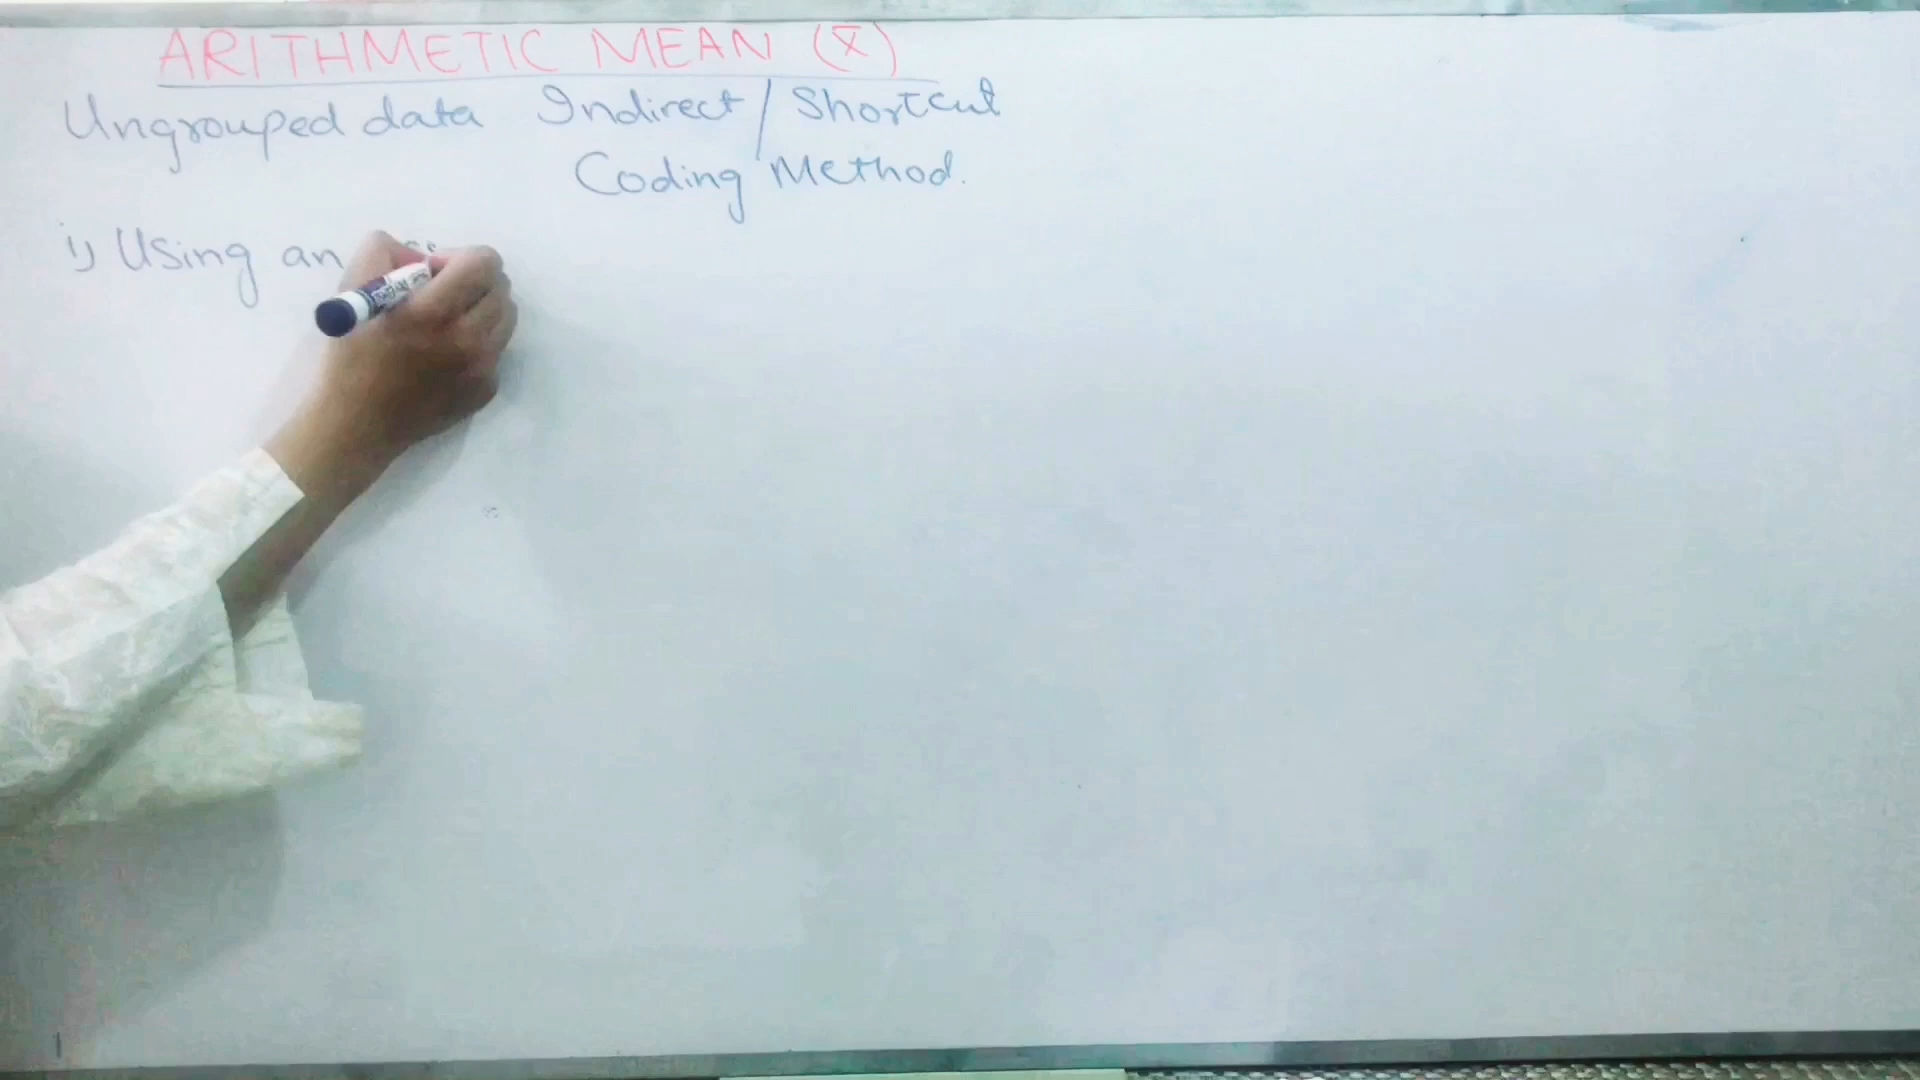 ARITHMETIC MEAN (X̄)
Ungrouped data Indirect / Shortcut
Coding Method.
i) Using an